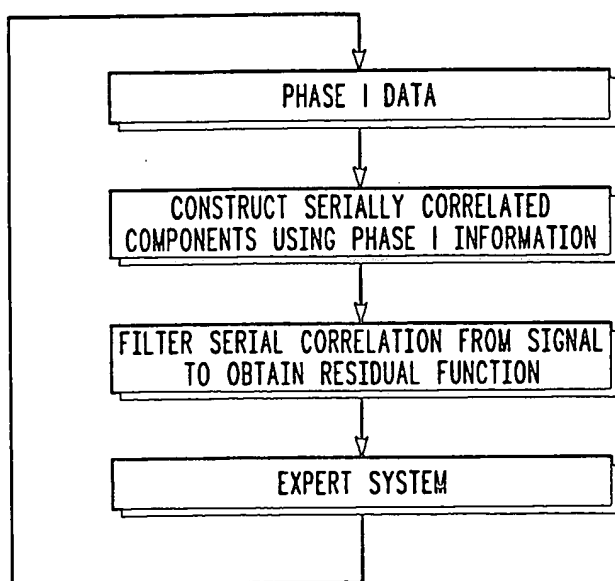 PHASE I DATA
CONSTRUCT SERIALLY CORRELATED
COMPONENTS USING PHASE I INFORMATION
FILTER SERIAL CORRELATION FROM SIGNAL
TO OBTAIN RESIDUAL FUNCTION
EXPERT SYSTEM